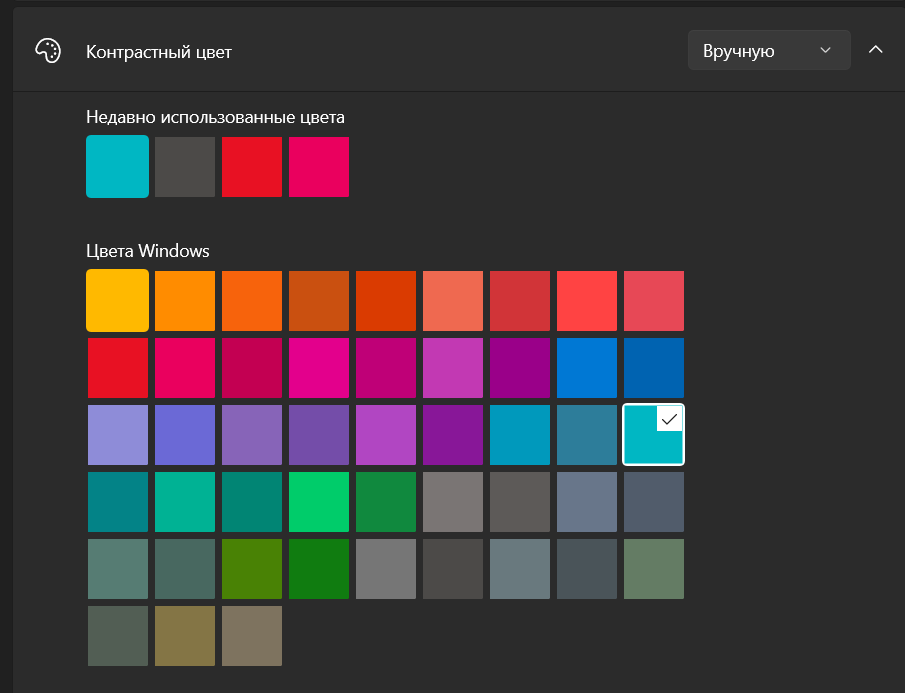 Контрастный цвет
Вручную
Недавно использованные цвета
Цвета Windows